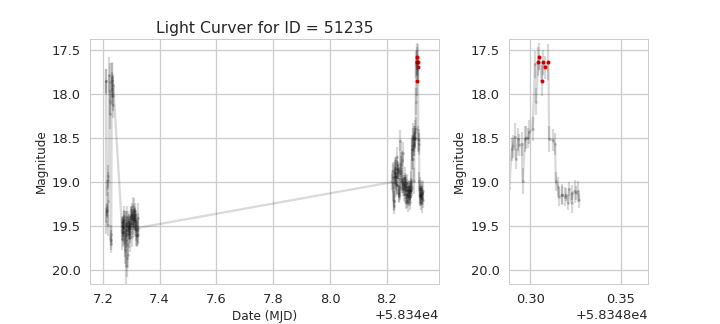 Light Curver for ID = 51235
Magnitude
17.5
18.0
18.5
19.0
19.5
20.0
7.2 7.4 7.6 7.8 8.0 8.2
Date (MJD)
+5.834e4
Magnitude
17.5
18.0
18.5
19.0
19.5
20.0
0.30 0.35
+5.8348e4